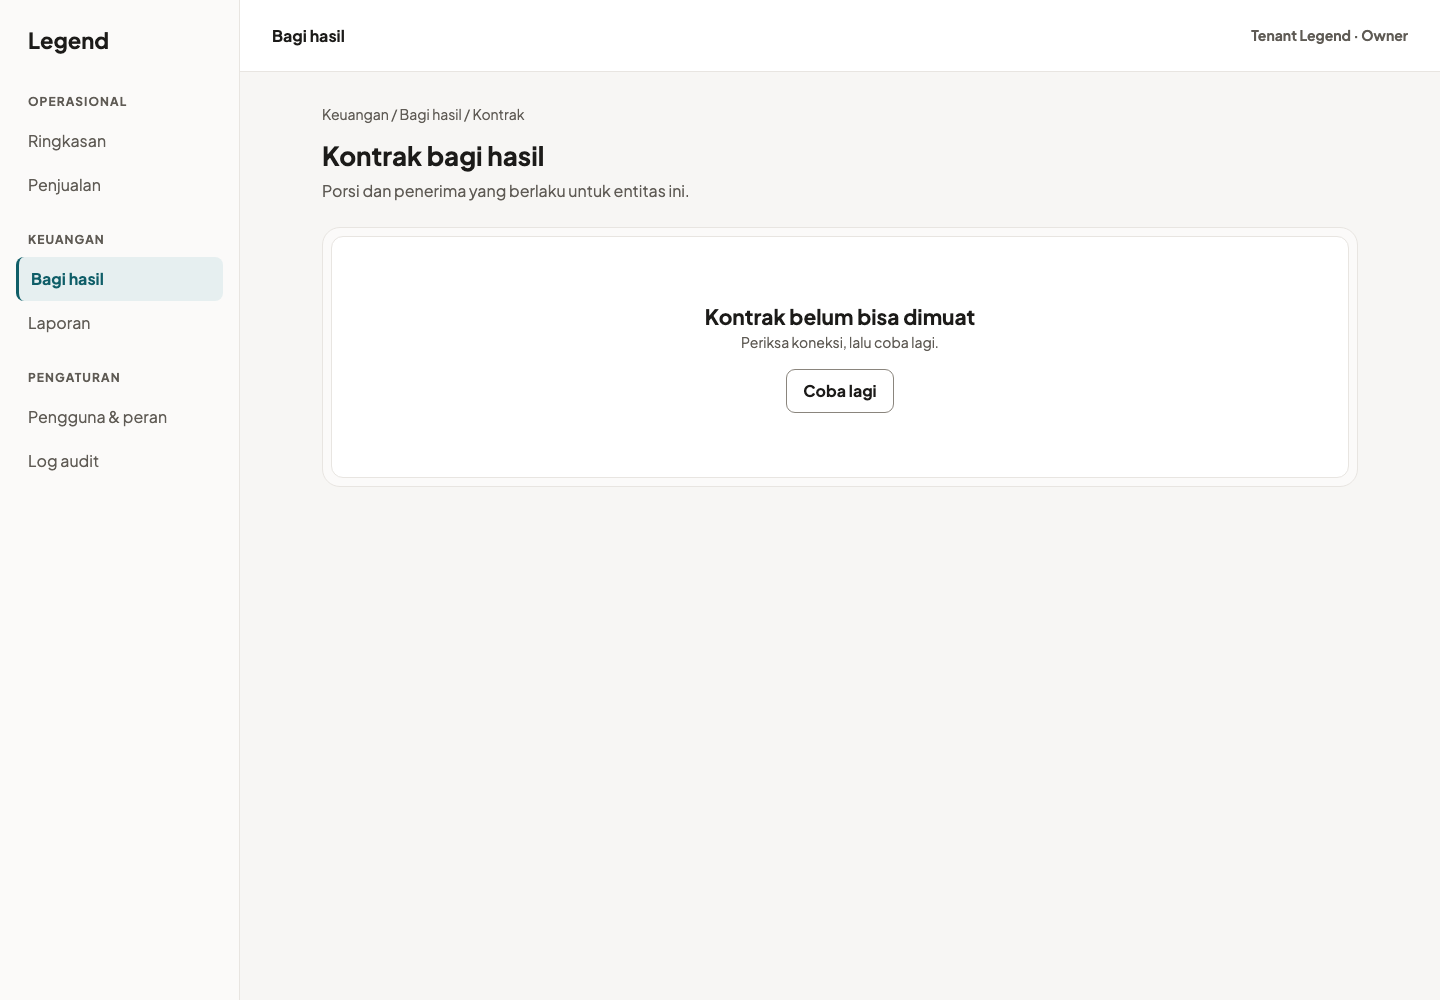 Legend
OPERASIONAL
Ringkasan
Penjualan
KEUANGAN
Bagi hasil
Laporan
PENGATURAN
Pengguna & peran
Log audit
Bagi hasil
Tenant Legend · Owner
Keuangan / Bagi hasil / Kontrak
Kontrak bagi hasil
Porsi dan penerima yang berlaku untuk entitas ini.
Kontrak belum bisa dimuat
Periksa koneksi, lalu coba lagi.
Coba lagi